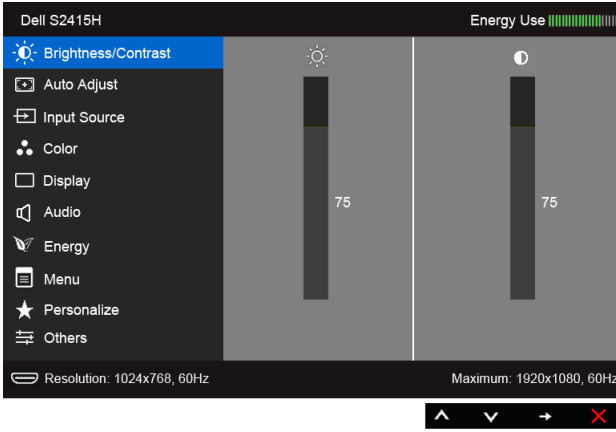 Dell S2415H
Energy Use
Brightness/Contrast
Auto Adjust
Input Source
Color
Display
Audio
Energy
Menu
Personalize
Others
75
75
Resolution: 1024x768, 60Hz
Maximum: 1920x1080, 60Hz